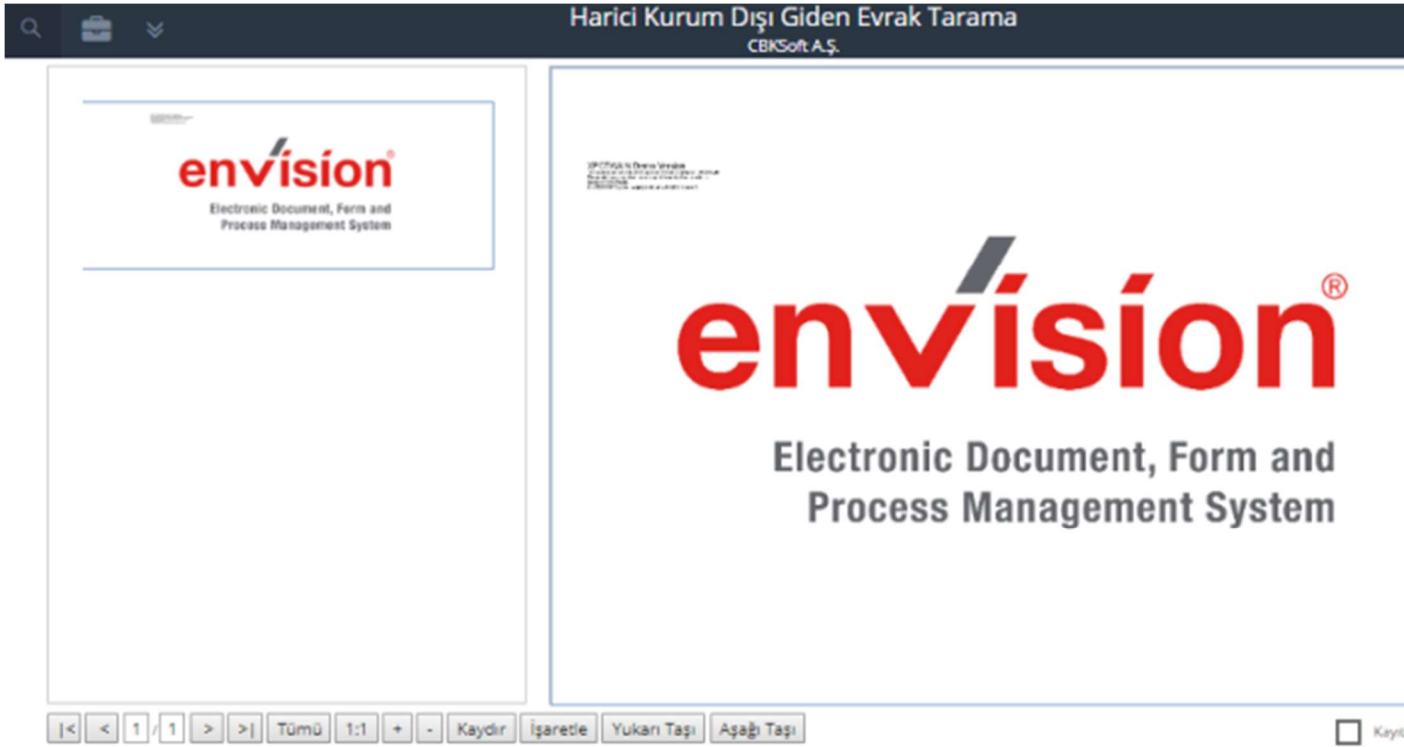 Harici Kurum Dışı Giden Evrak Tarama
CBKSoft A.Ş.
envision®
Electronic Document, Form and
Process Management System
envision®
Electronic Document, Form and
Process Management System
|< < 1 / 1 > >| Tümü 1:1 + - Kaydır İşaretle Yukarı Taşı Aşağı Taşı